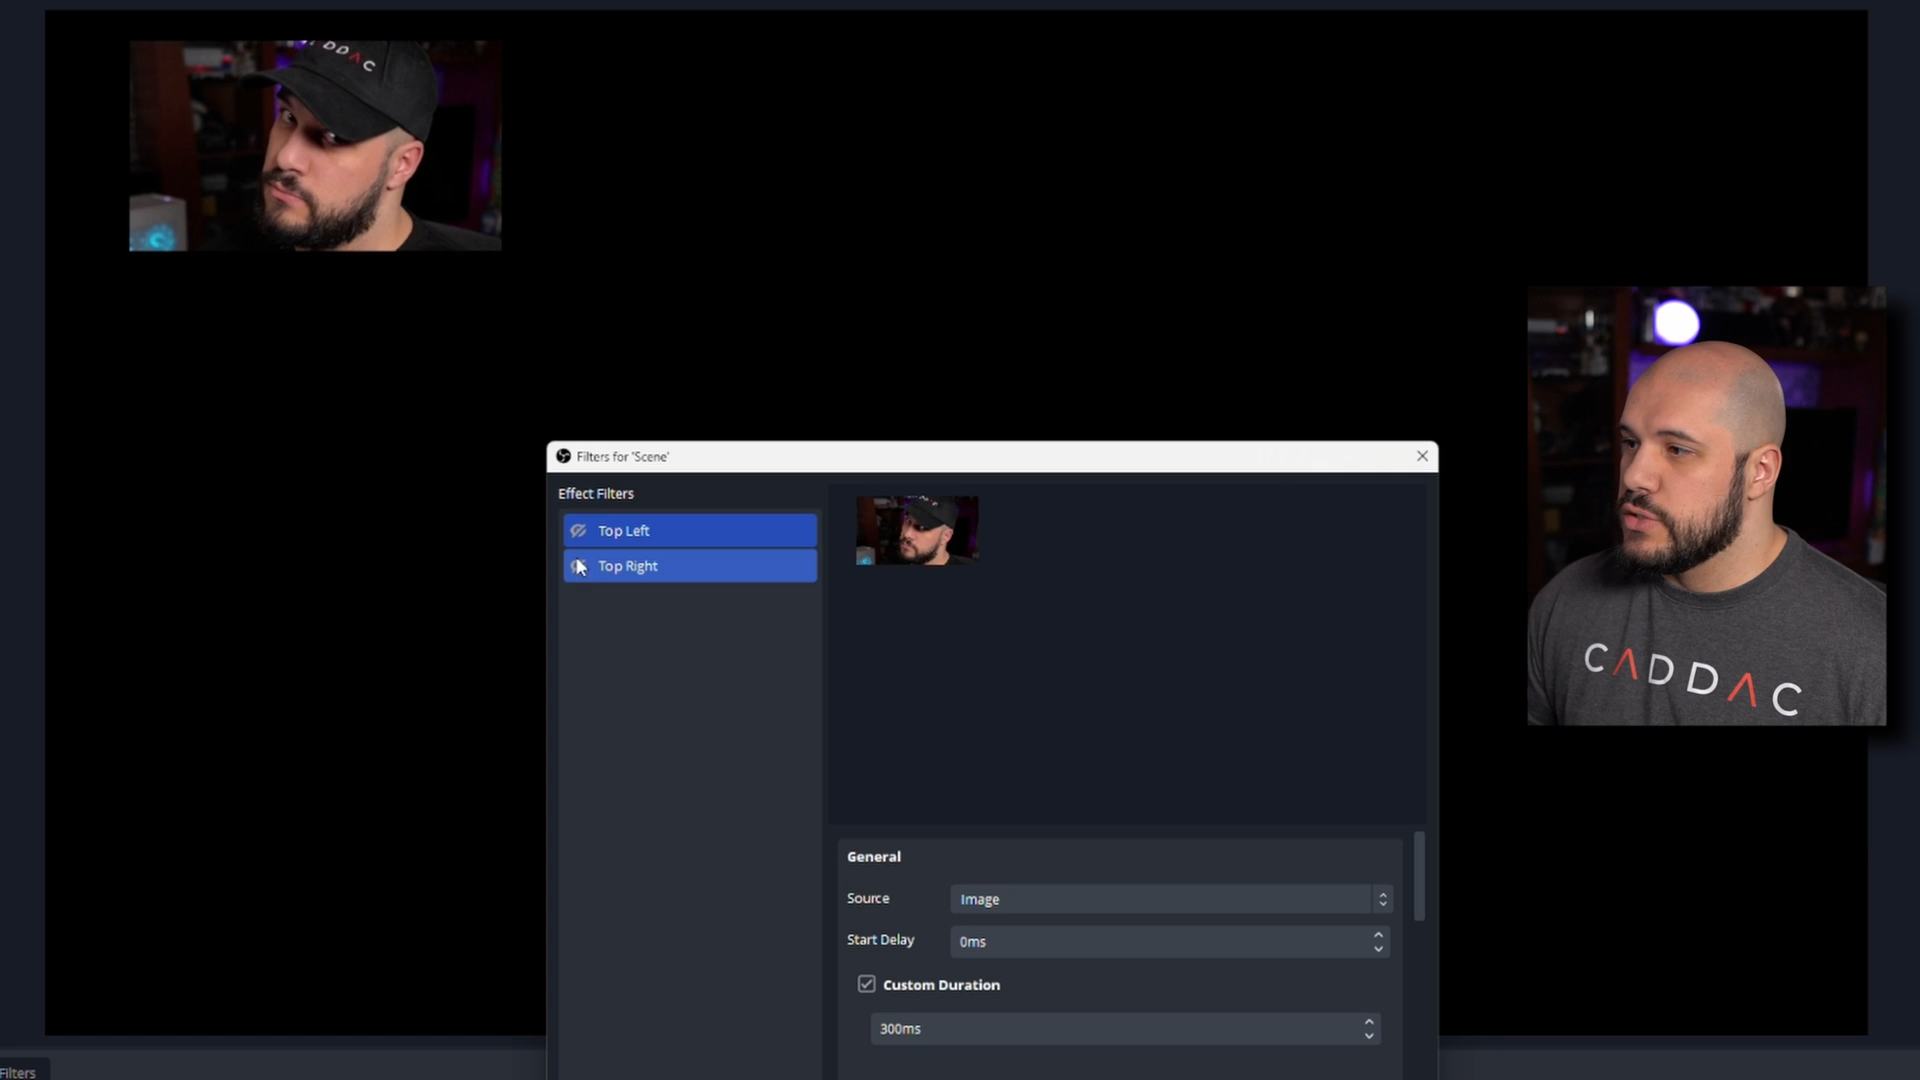 DDAC
Filters for 'Scene'
Effect Filters
Top Left
Top Right
CADDAC
General
Source
Image
Start Delay
0ms
Custom Duration
300ms
Filters